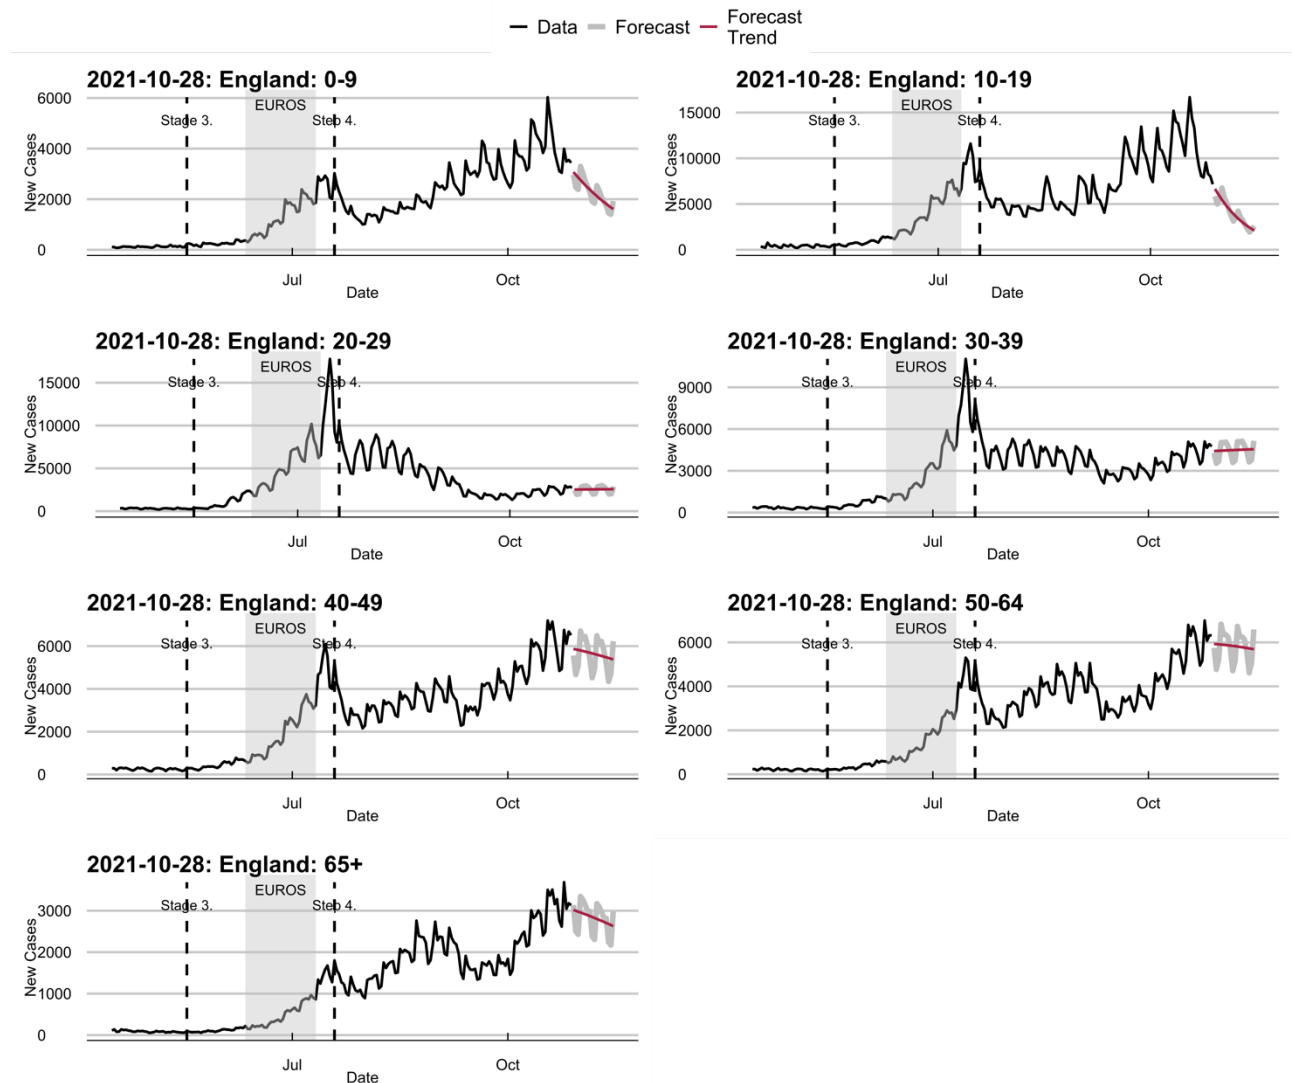 Data Forecast Forecast
Trend
2021-10-28: England: 0-9
EUROS
Stage 3. Step 4.
6000
4000
2000
0
New Cases
Jul Oct
Date
2021-10-28: England: 10-19
EUROS
Stage 3. Step 4.
15000
10000
5000
0
New Cases
Jul Oct
Date
2021-10-28: England: 20-29
EUROS
Stage 3. Step 4.
15000
10000
5000
0
New Cases
Jul Oct
Date
2021-10-28: England: 30-39
EUROS
Stage 3. Step 4.
9000
6000
3000
0
New Cases
Jul Oct
Date
2021-10-28: England: 40-49
EUROS
Stage 3. Step 4.
6000
4000
2000
0
New Cases
Jul Oct
Date
2021-10-28: England: 50-64
EUROS
Stage 3. Step 4.
6000
4000
2000
0
New Cases
Jul Oct
Date
2021-10-28: England: 65+
EUROS
Stage 3. Step 4.
3000
2000
1000
0
New Cases
Jul Oct
Date